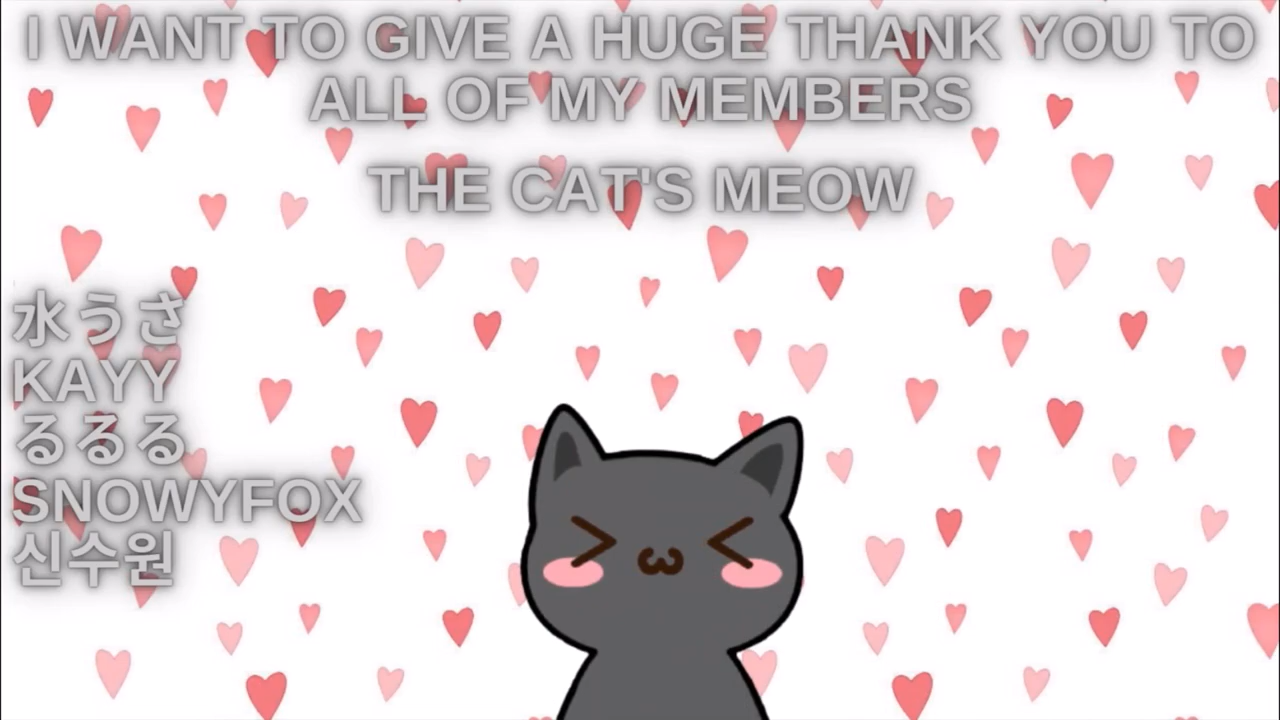 I WANT TO GIVE A HUGE THANK YOU TO
ALL OF MY MEMBERS
THE CAT'S MEOW
水うさ
KAYY
るるる
SNOWYFOX
신수원